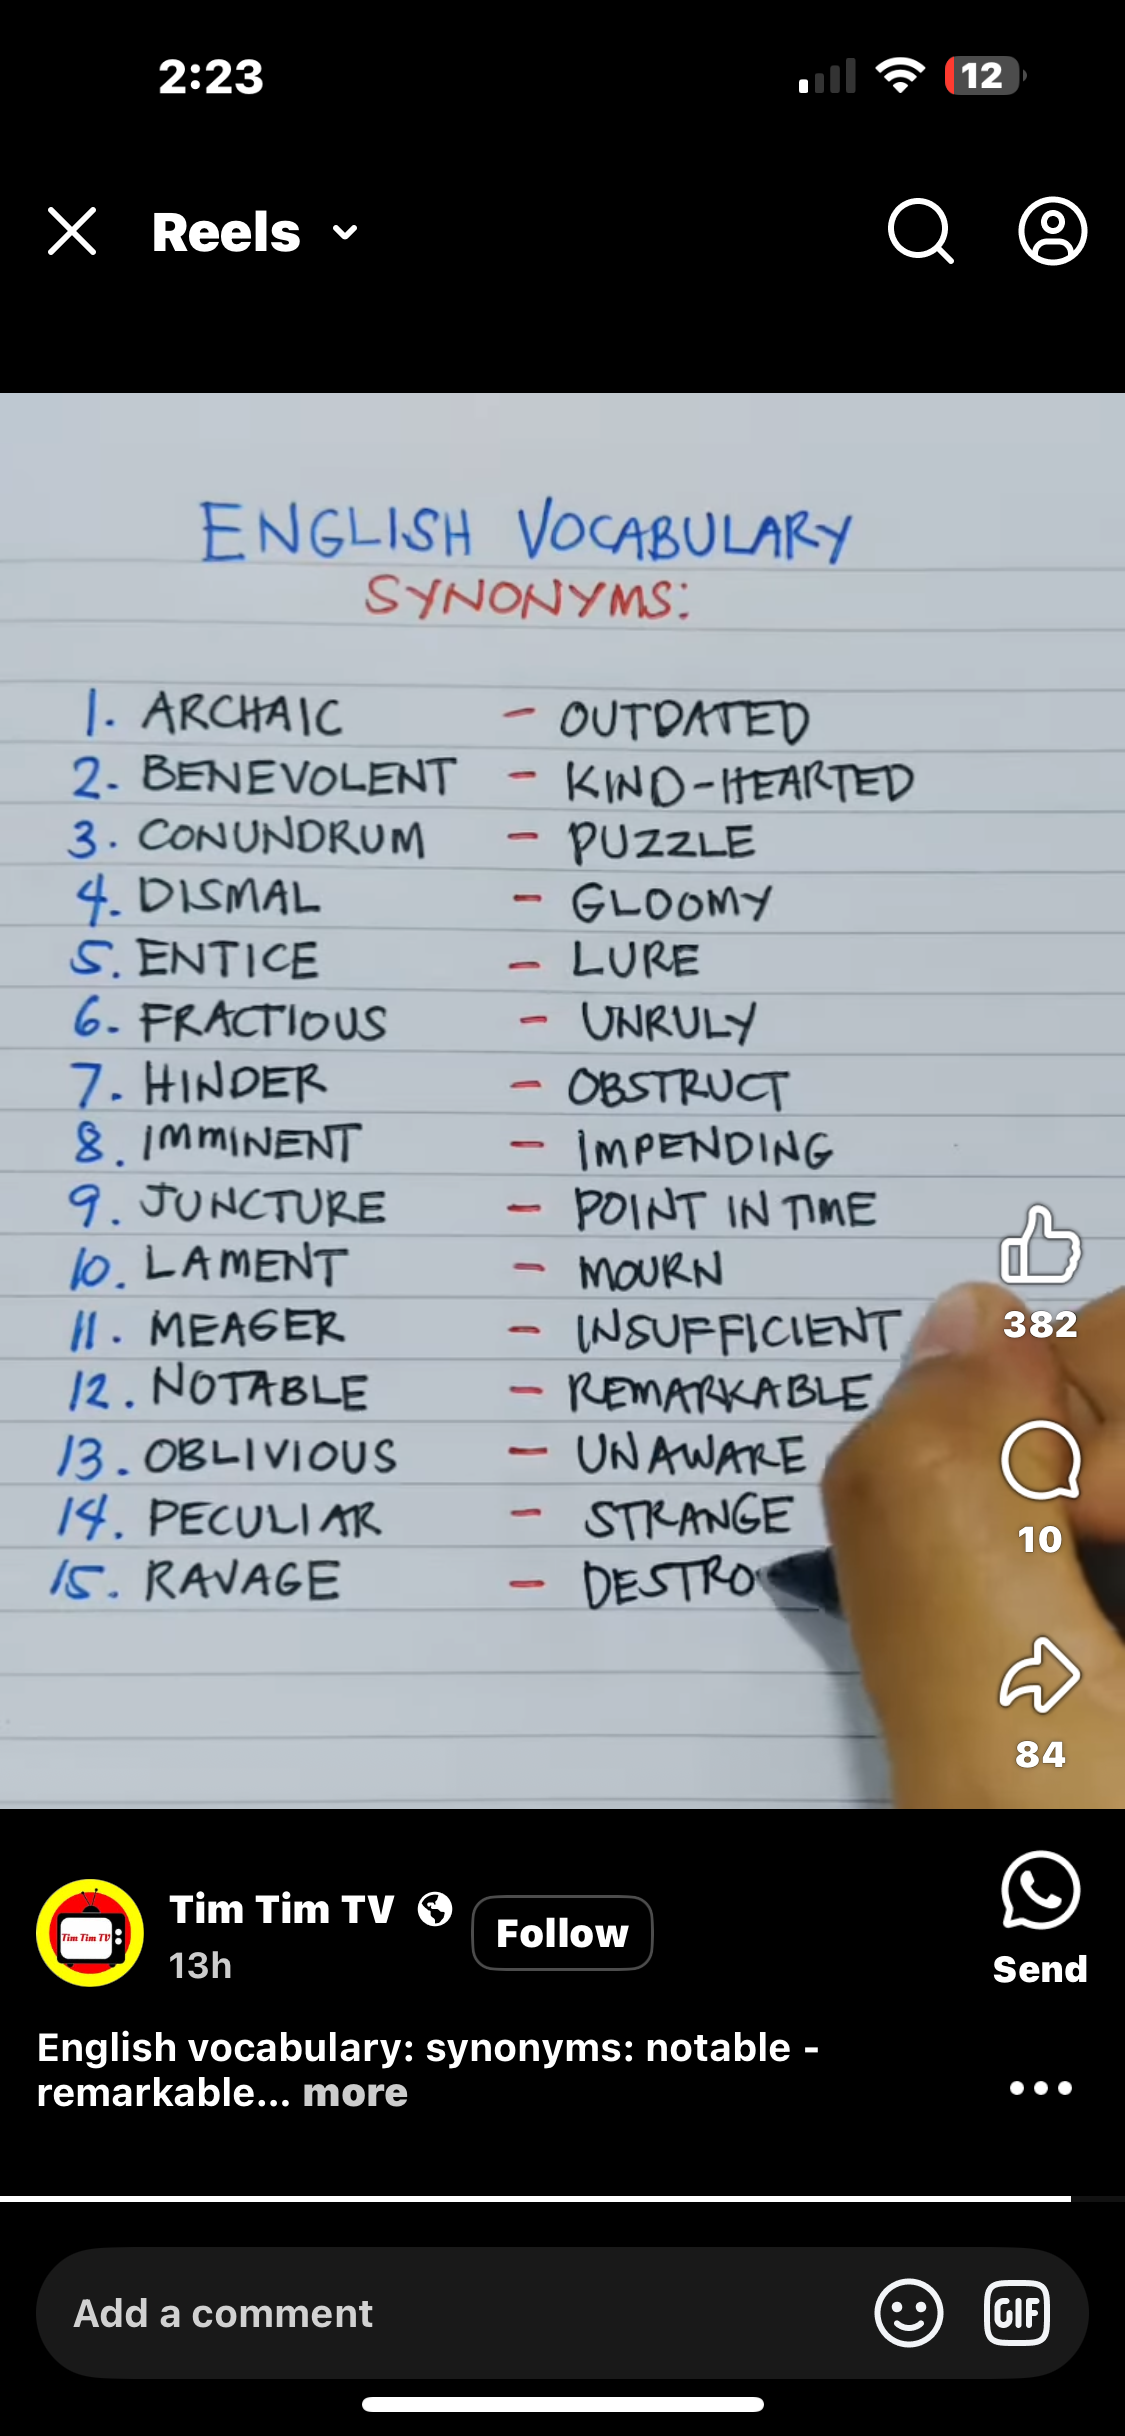 2:23
12
Reels
ENGLISH VOCABULARY
SYNONYMS:
1. ARCHAIC - OUTDATED
2. BENEVOLENT - KIND-HEARTED
3. CONUNDRUM - PUZZLE
4. DISMAL - GLOOMY
5. ENTICE - LURE
6. FRACTIOUS - UNRULY
7. HINDER - OBSTRUCT
8. IMMINENT - IMPENDING
9. JUNCTURE - POINT IN TIME
10. LAMENT - MOURN
11. MEAGER - INSUFFICIENT
12. NOTABLE - REMARKABLE
13. OBLIVIOUS - UNAWARE
14. PECULIAR - STRANGE
15. RAVAGE - DESTRO
382
10
84
Tim Tim TV
Tim Tim TV
Follow
13h
Send
English vocabulary: synonyms: notable -
remarkable... more
Add a comment
GIF